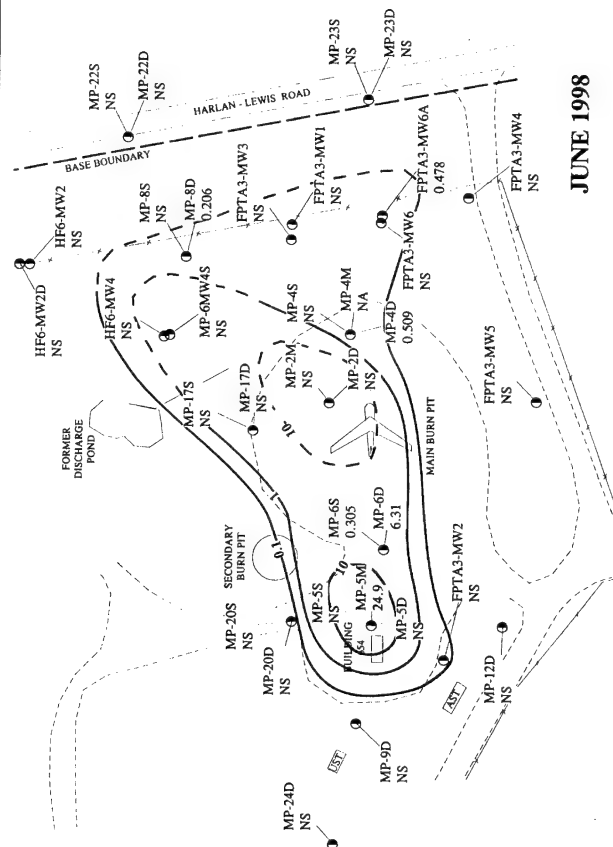 MP-22S
NS
MP-22D
NS
MP-23S
NS
MP-23D
NS
HARLAN - LEWIS ROAD
BASE BOUNDARY
HF6-MW2
NS
HF6-MW2D
NS
MP-8S
NS
MP-8D
0.206
FPTA3-MW3
NS
FPTA3-MW1
NS
FPTA3-MW6A
0.478
FPTA3-MW6
NS
FPTA3-MW4
NS
JUNE 1998
HF6-MW4
NS
MP-6MW4S
NS
MP-4S
NS
MP-4M
NA
MP-4D
0.509
FORMER
DISCHARGE
POND
MP-17S
NS
MP-17D
NS
MP-2M
NS
MP-2D
NS
10
FPTA3-MW5
NS
MAIN BURN PIT
1
0.1
SECONDARY
BURN PIT
MP-6S
0.305
MP-6D
6.31
10
MP-5S
NS
MP-5M
24.9
MP-5D
NS
BUILDING
FPTA3-MW2
NS
MP-20S
NS
MP-20D
NS
MP-12D
NS
AST
UST
MP-9D
NS
MP-24D
NS